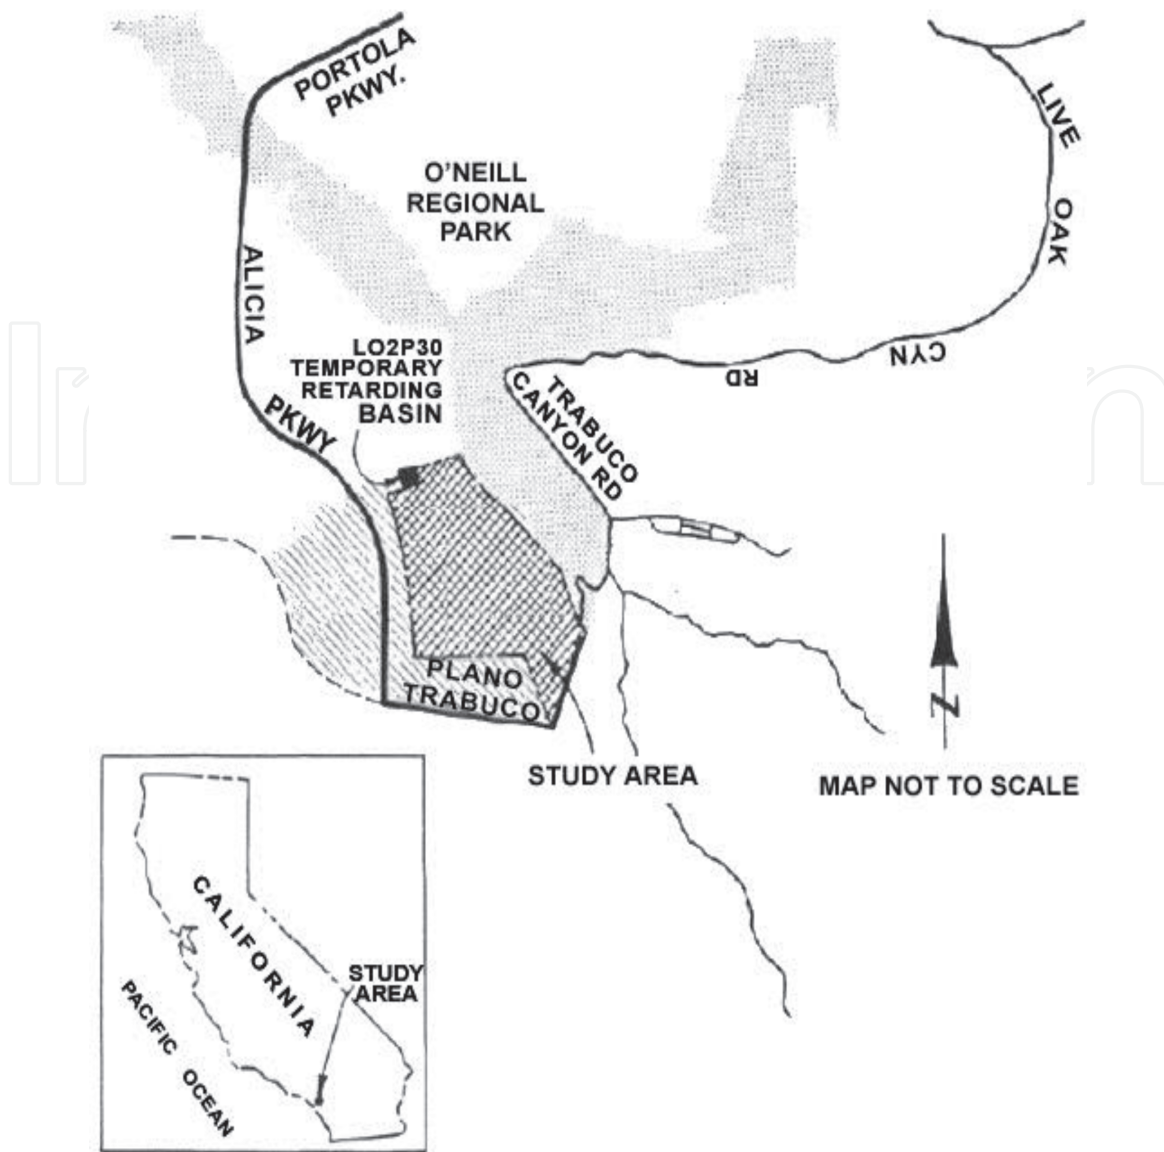 PORTOLA
PKWY.
LIVE
OAK
CYN
RD
O'NEILL
REGIONAL
PARK
ALICIA
PKWY
LO2P30
TEMPORARY
RETARDING
BASIN
TRABUCO
CANYON RD
PLANO
TRABUCO
STUDY AREA
N
MAP NOT TO SCALE
CALIFORNIA
STUDY
AREA
PACIFIC OCEAN